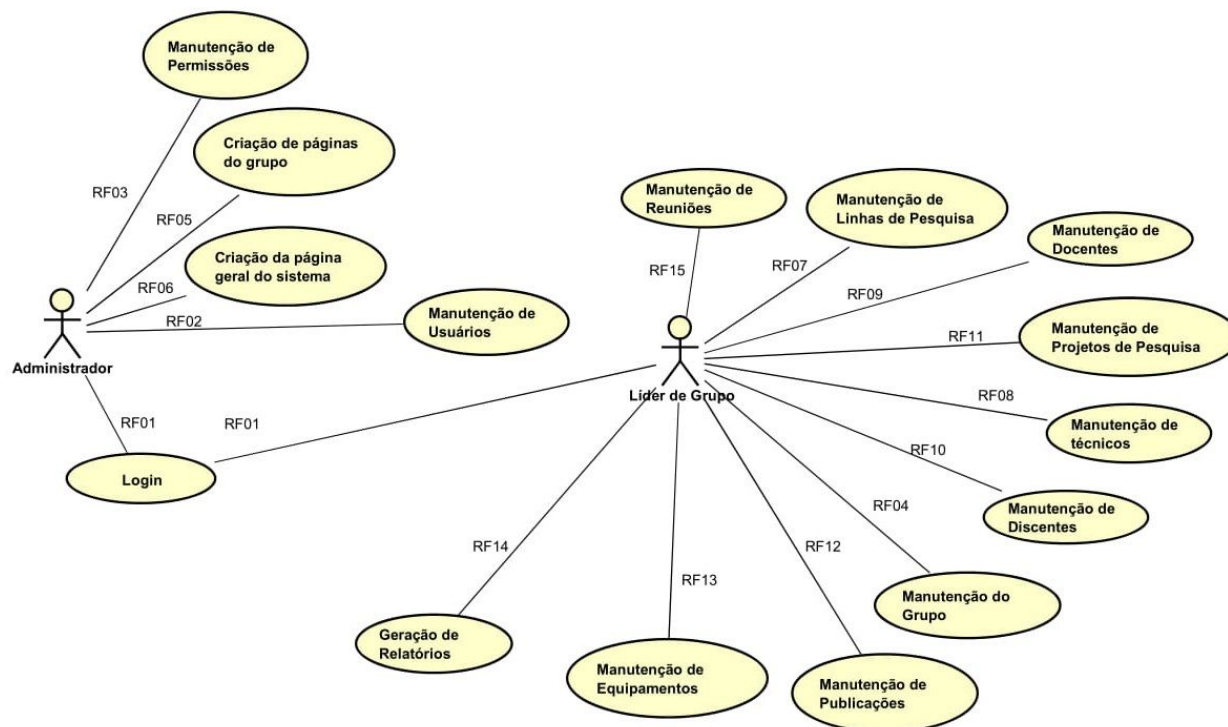 Manutenção de
Permissões
Criação de páginas
do grupo
RF03
RF05
Criação da página
geral do sistema
RF06
RF02
Manutenção de
Usuários
Administrador
RF01
RF01
Login
Manutenção de
Reuniões
Manutenção de
Linhas de Pesquisa
Manutenção de
Docentes
RF15
RF07
RF09
RF11
Manutenção de
Projetos de Pesquisa
Líder de Grupo
RF08
Manutenção de
técnicos
RF10
Manutenção de
Discentes
RF04
RF14
RF12
RF13
Manutenção do
Grupo
Geração de
Relatórios
Manutenção de
Equipamentos
Manutenção de
Publicações